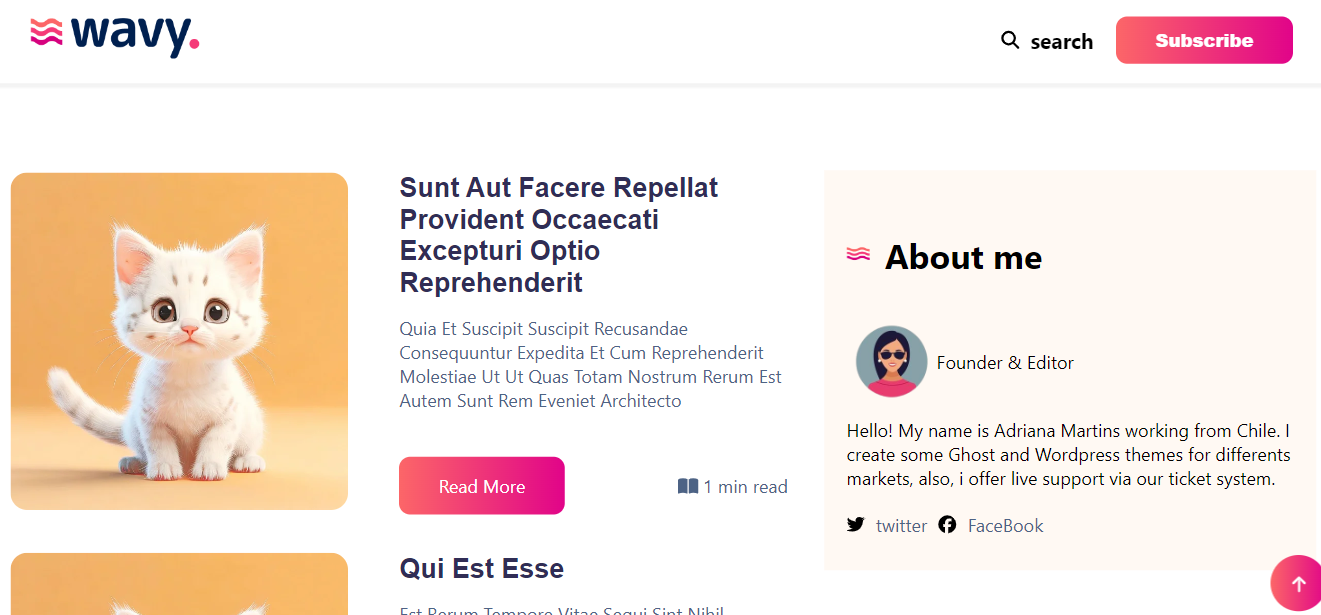 wavy.
search
Subscribe
Sunt Aut Facere Repellat
Provident Occaecati
Excepturi Optio
Reprehenderit
Quia Et Suscipit Suscipit Recusandae
Consequuntur Expedita Et Cum Reprehenderit
Molestiae Ut Ut Quas Totam Nostrum Rerum Est
Autem Sunt Rem Eveniet Architecto
Read More
1 min read
Qui Est Esse
Est Rerum Tempore Vitae Sequi Sint Nihil
About me
Founder & Editor
Hello! My name is Adriana Martins working from Chile. I
create some Ghost and Wordpress themes for differents
markets, also, i offer live support via our ticket system.
twitter
FaceBook